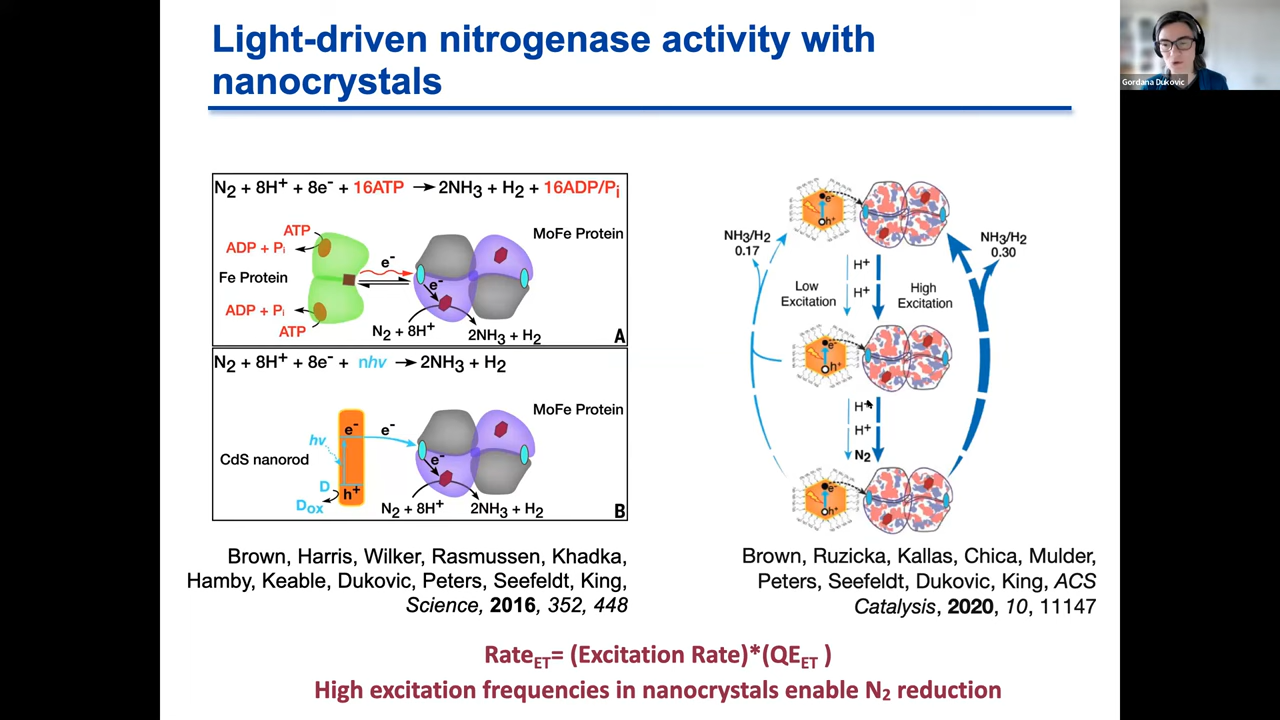 Light-driven nitrogenase activity with
nanocrystals
Gordana Dukovic
N₂ + 8H⁺ + 8e⁻ + 16ATP → 2NH₃ + H₂ + 16ADP/Pᵢ
ATP
ADP + Pᵢ
Fe Protein
ADP + Pᵢ
ATP
e⁻
MoFe Protein
e⁻
N₂ + 8H⁺
2NH₃ + H₂
A
N₂ + 8H⁺ + 8e⁻ + nhν → 2NH₃ + H₂
MoFe Protein
e⁻
e⁻
hν
CdS nanorod
D
h⁺
Dox
e⁻
N₂ + 8H⁺
2NH₃ + H₂
B
Brown, Harris, Wilker, Rasmussen, Khadka,
Hamby, Keable, Dukovic, Peters, Seefeldt, King,
Science, 2016, 352, 448
e⁻
h⁺
NH3/H2
0.17
NH3/H2
0.30
H⁺
H⁺
Low
Excitation
High
Excitation
e⁻
h⁺
H⁺
H⁺
N₂
e⁻
h⁺
Brown, Ruzicka, Kallas, Chica, Mulder,
Peters, Seefeldt, Dukovic, King, ACS
Catalysis, 2020, 10, 11147
Rate_ET= (Excitation Rate)*(QE_ET )
High excitation frequencies in nanocrystals enable N₂ reduction